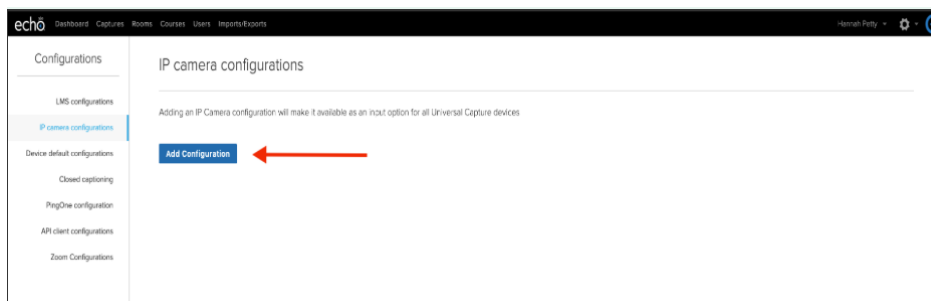 echo Dashboard Captures Rooms Courses Users Imports/Exports Hannah Petty
Configurations
IP camera configurations
LMS configurations
Adding an IP Camera configuration will make it available as an input option for all Universal Capture devices
IP camera configurations
Device default configurations
Add Configuration
Closed captioning
PingOne configuration
API client configurations
Zoom Configurations